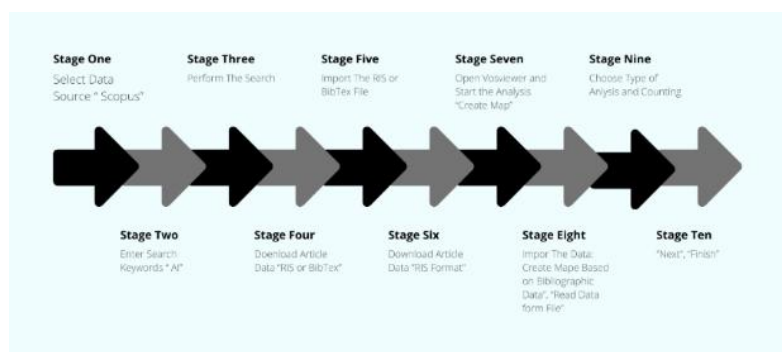 Stage One
Select Data
Source " Scopus"
Stage Three
Perform The Search
Stage Five
Import The RIS or
BibTex File
Stage Seven
Open Vosviewer and
Start the Analysis
"Create Map"
Stage Nine
Choose Type of
Anlysis and Counting
Stage Two
Enter Search
Keywords " AI"
Stage Four
Doenload Article
Data "RIS or BibTex"
Stage Six
Download Article
Data "RIS Format"
Stage Eight
Impor The Data:
Create Mape Based
on Bibliographic
Data", "Read Data
form File"
Stage Ten
"Next", "Finish"